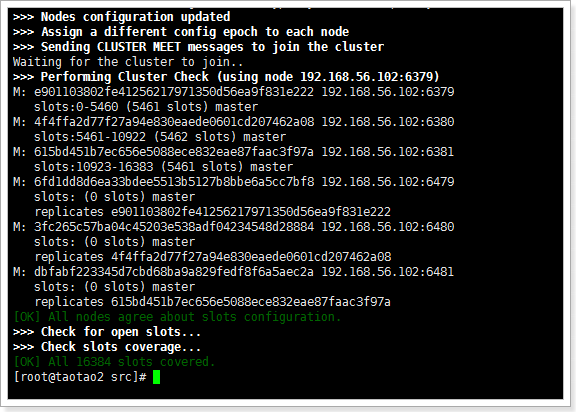 >>> Nodes configuration updated
>>> Assign a different config epoch to each node
>>> Sending CLUSTER MEET messages to join the cluster
Waiting for the cluster to join..
>>> Performing Cluster Check (using node 192.168.56.102:6379)
M: e901103802fe41256217971350d56ea9f831e222 192.168.56.102:6379
slots:0-5460 (5461 slots) master
M: 4f4ffa2d77f27a94e830eaede0601cd207462a08 192.168.56.102:6380
slots:5461-10922 (5462 slots) master
M: 615bd451b7ec656e5088ece832eae87faac3f97a 192.168.56.102:6381
slots:10923-16383 (5461 slots) master
M: 6fd1dd8d6ea33bdee5513b5127b8bbe6a5cc7bf8 192.168.56.102:6479
slots: (0 slots) master
replicates e901103802fe41256217971350d56ea9f831e222
M: 3fc265c57ba04c45203e538adf04234548d28884 192.168.56.102:6480
slots: (0 slots) master
replicates 4f4ffa2d77f27a94e830eaede0601cd207462a08
M: dbfabf223345d7cbd68ba9a829fedf8f6a5aec2a 192.168.56.102:6481
slots: (0 slots) master
replicates 615bd451b7ec656e5088ece832eae87faac3f97a
[OK] All nodes agree about slots configuration.
>>> Check for open slots...
>>> Check slots coverage...
[OK] All 16384 slots covered.
[root@taotao2 src]#